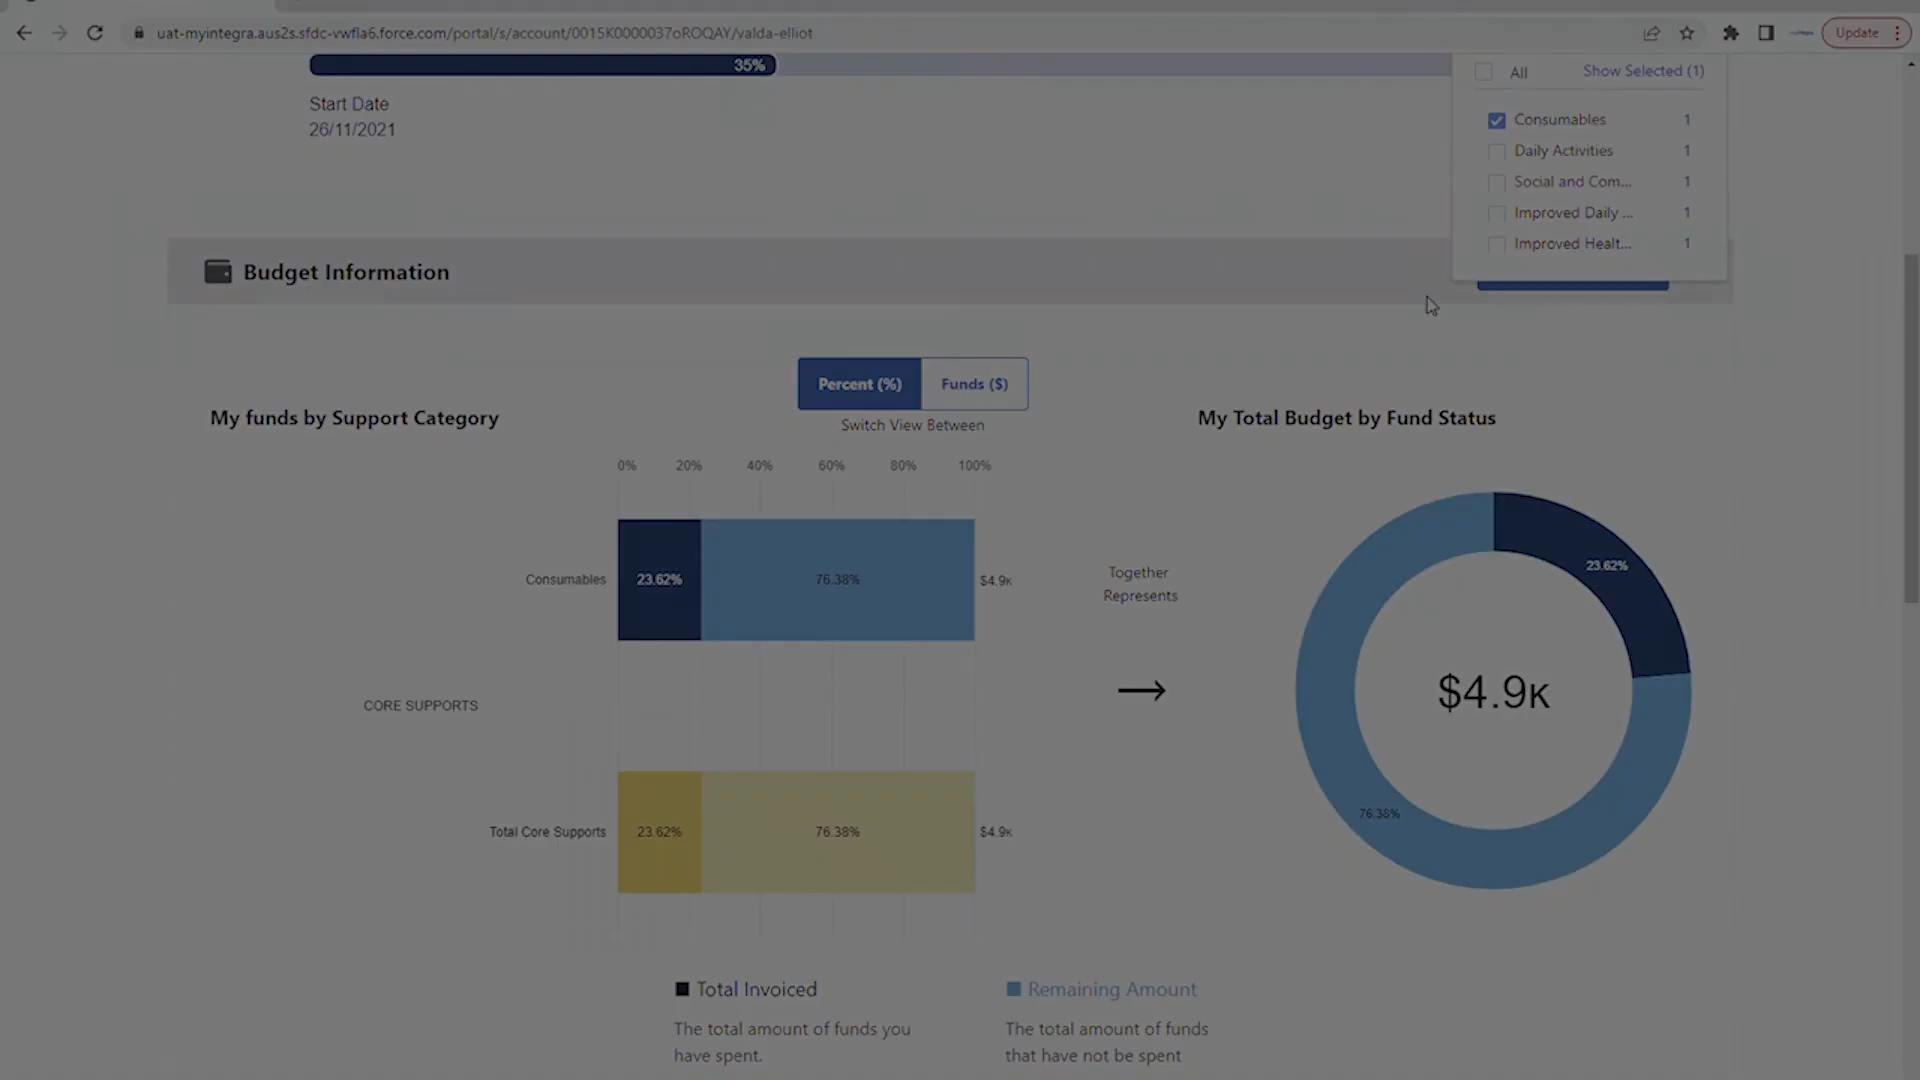 uat-myintegra.aus2s.sfdc-vwfla6.force.com/portal/s/account/0015K0000037oROQAY/valda-elliot
Update
35%
Start Date
26/11/2021
All
Show Selected (1)
Consumables 1
Daily Activities 1
Social and Com... 1
Improved Daily ... 1
Improved Healt... 1
Budget Information
Percent (%)
Funds ($)
Switch View Between
My funds by Support Category
My Total Budget by Fund Status
0% 20% 40% 60% 80% 100%
Consumables
23.62%
76.38%
$4.9K
CORE SUPPORTS
Total Core Supports
23.62%
76.38%
$4.9K
Together
Represents
23.62%
$4.9K
76.38%
Total Invoiced
The total amount of funds you
have spent.
Remaining Amount
The total amount of funds
that have not be spent